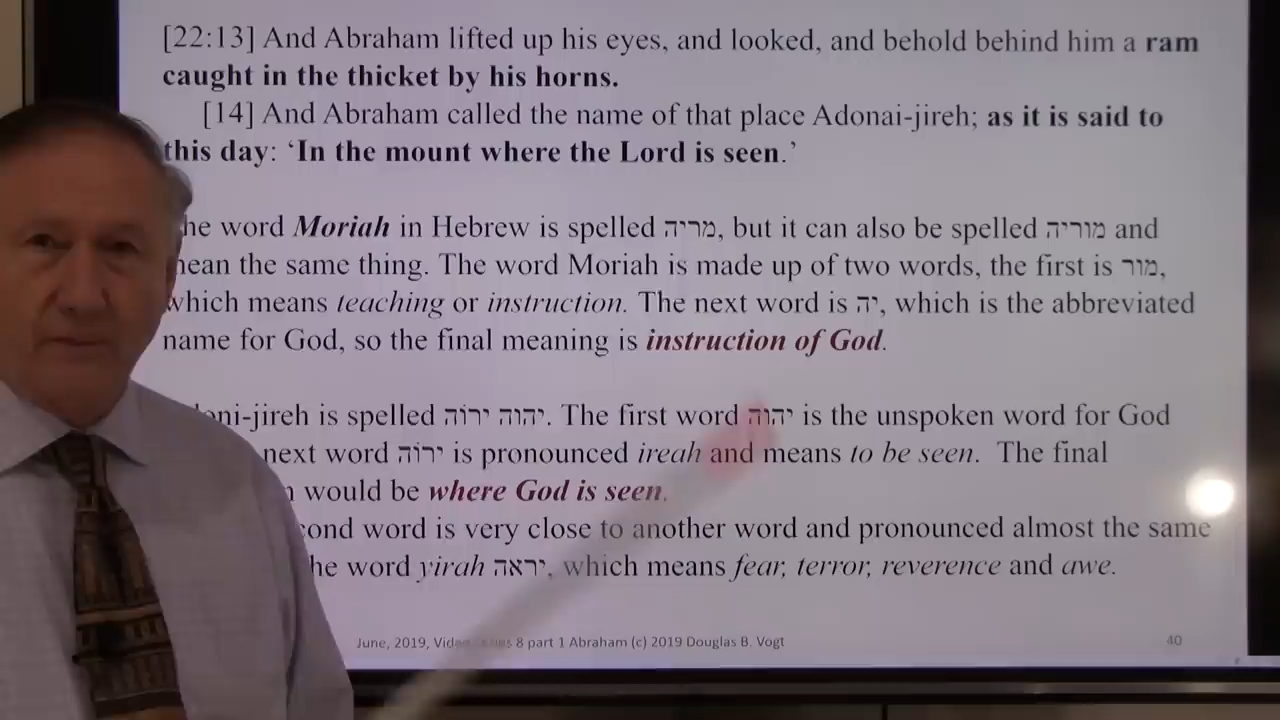 [22:13] And Abraham lifted up his eyes, and looked, and behold behind him a ram
caught in the thicket by his horns.
[14] And Abraham called the name of that place Adonai-jireh; as it is said to
this day: ‘In the mount where the Lord is seen.’
he word Moriah in Hebrew is spelled מריה, but it can also be spelled מוריה and
mean the same thing. The word Moriah is made up of two words, the first is מור,
which means teaching or instruction. The next word is יה, which is the abbreviated
name for God, so the final meaning is instruction of God.
oni-jireh is spelled יהוה ירוֹה. The first word יהוה is the unspoken word for God
next word ירוֹה is pronounced ireah and means to be seen. The final
would be where God is seen.
ond word is very close to another word and pronounced almost the same
he word yirah יראה, which means fear, terror, reverence and awe.
June, 2019, Video Series 8 part 1 Abraham (c) 2019 Douglas B. Vogt 40